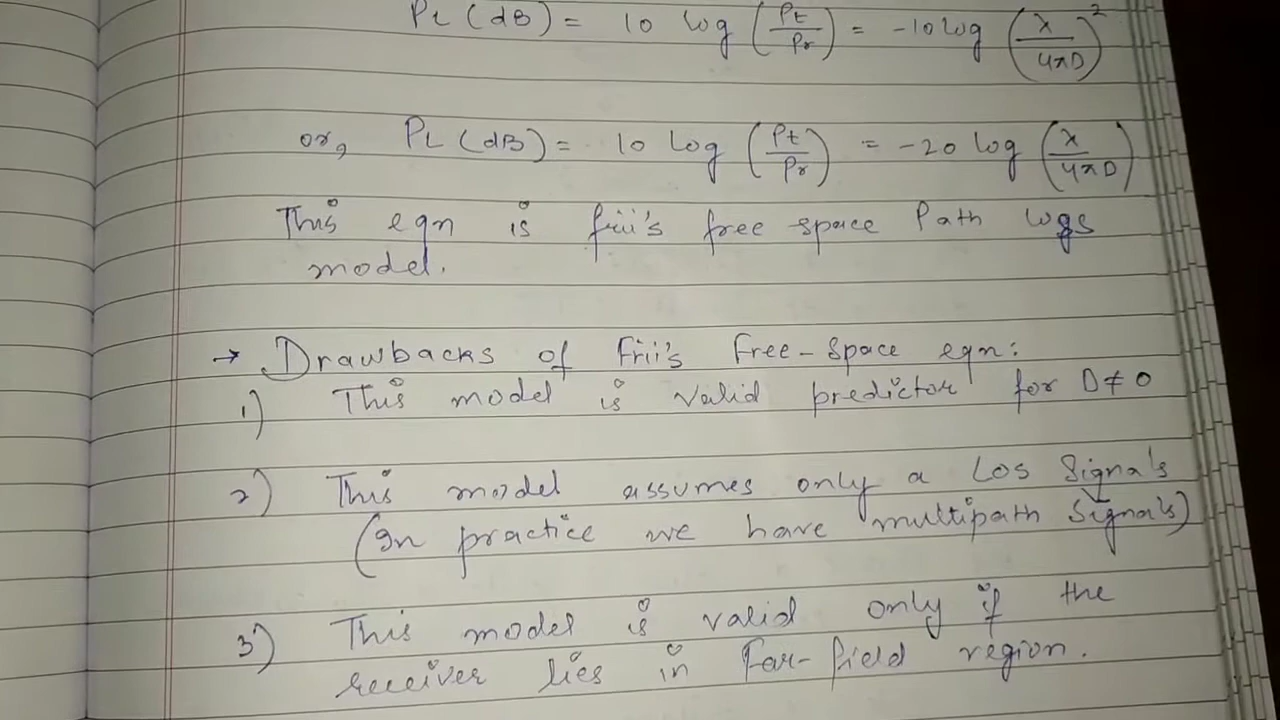 PL (dB) = 10 log (Pt/Pr) = -10 log (λ/4πD)²
or, PL (dB) = 10 log (Pt/Pr) = -20 log (λ/4πD)
This eqn is frii's free space Path loss
model.
→ Drawbacks of Frii's Free-Space eqn:
1) This model is valid predictor for D≠0
2) This model assumes only a LOS Signals
(In practice we have multipath Signals)
3) This model is valid only if the
receiver lies in Far-field region.